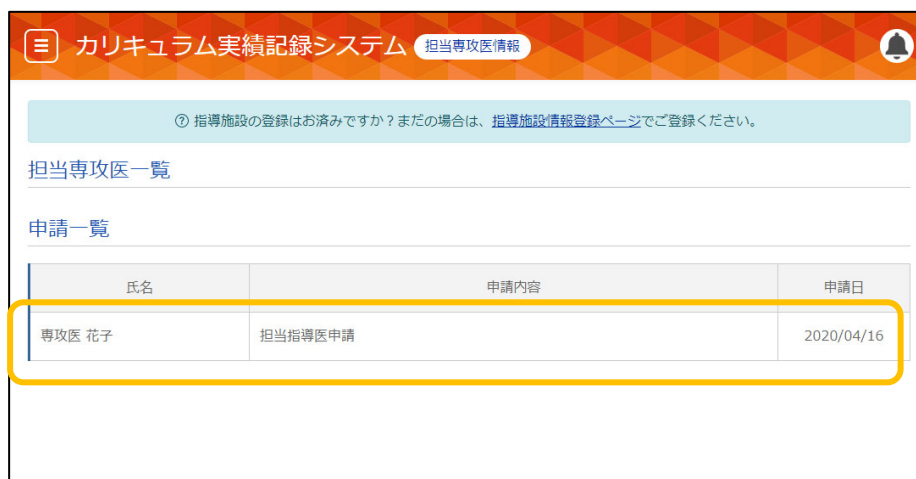 カリキュラム実績記録システム 担当専攻医情報
? 指導施設の登録はお済みですか?まだの場合は、指導施設情報登録ページでご登録ください。
担当専攻医一覧
申請一覧
氏名 申請内容 申請日
専攻医 花子 担当指導医申請 2020/04/16